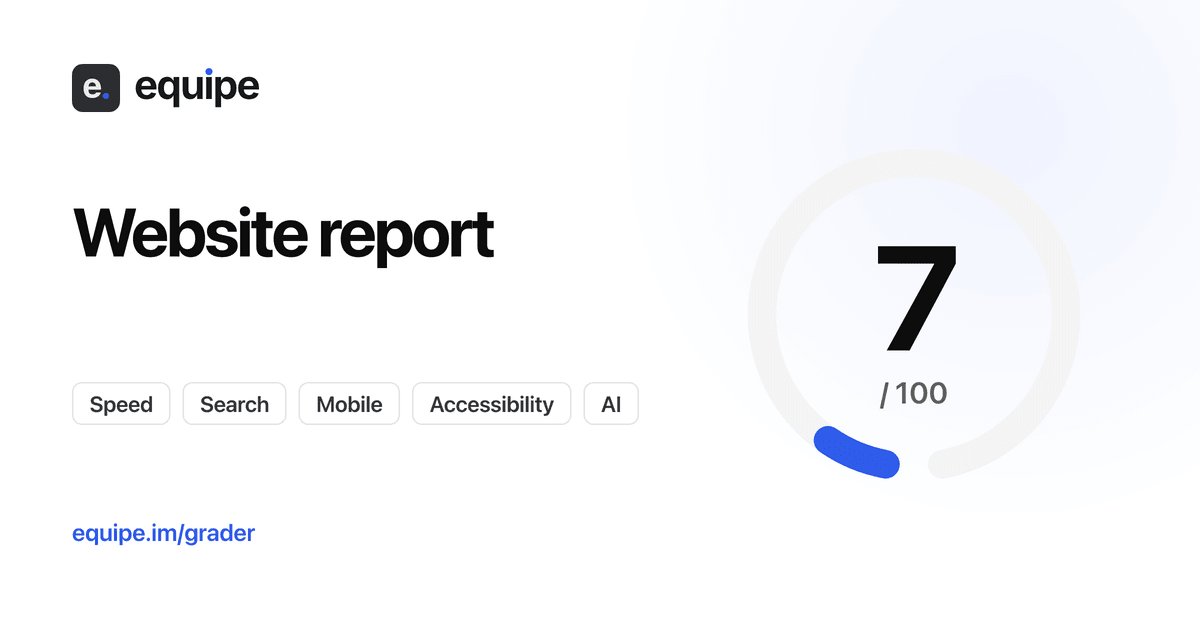 e. equipe
Website report
7
/ 100
Speed Search Mobile Accessibility AI
equipe.im/grader